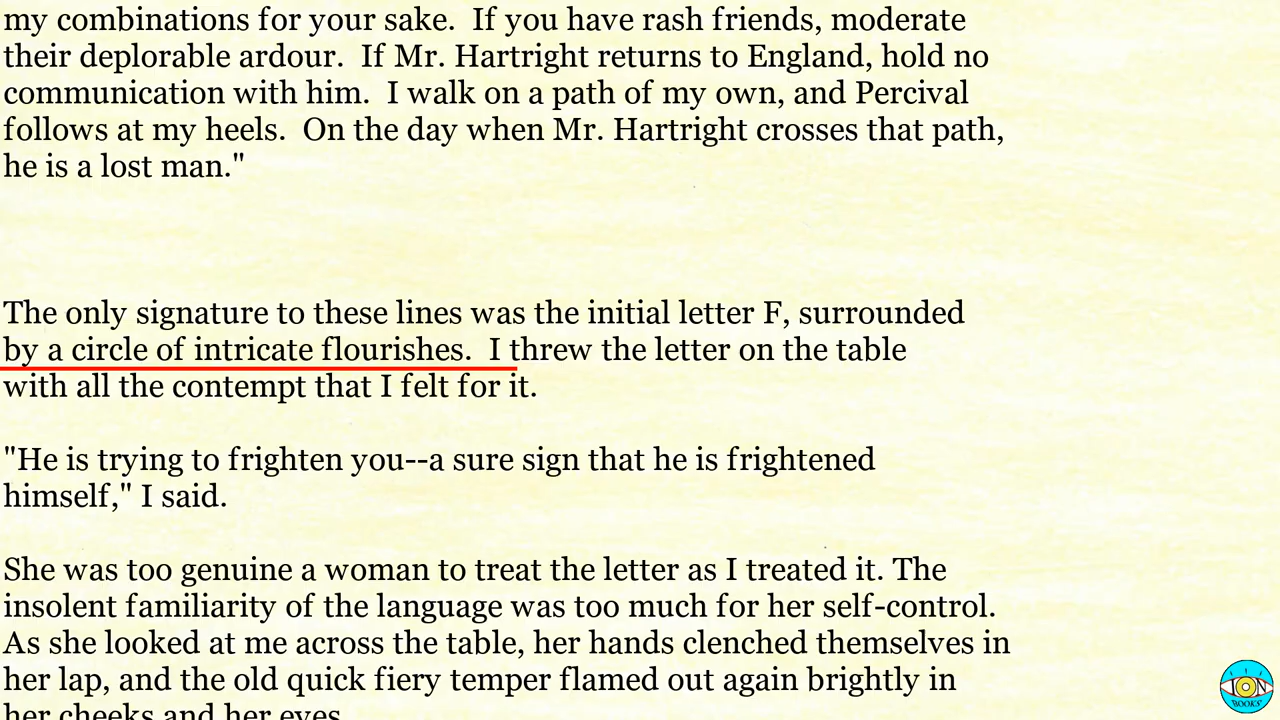 my combinations for your sake.  If you have rash friends, moderate
their deplorable ardour.  If Mr. Hartright returns to England, hold no
communication with him.  I walk on a path of my own, and Percival
follows at my heels.  On the day when Mr. Hartright crosses that path,
he is a lost man."
The only signature to these lines was the initial letter F, surrounded
by a circle of intricate flourishes.  I threw the letter on the table
with all the contempt that I felt for it.
"He is trying to frighten you--a sure sign that he is frightened
himself," I said.
She was too genuine a woman to treat the letter as I treated it. The
insolent familiarity of the language was too much for her self-control.
As she looked at me across the table, her hands clenched themselves in
her lap, and the old quick fiery temper flamed out again brightly in
her cheeks and her eyes.
ION
BOOKS